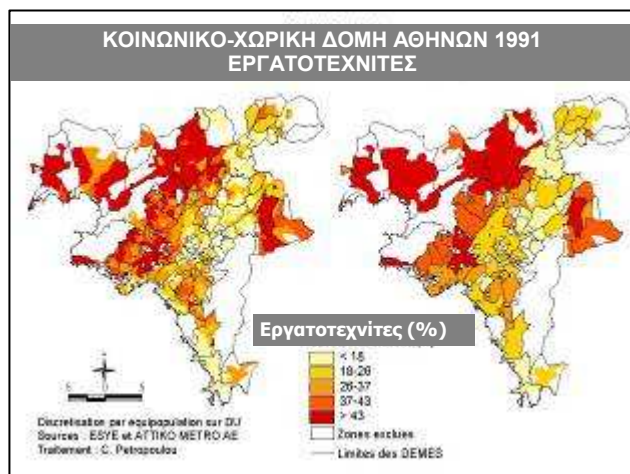 ΚΟΙΝΩΝΙΚΟ-ΧΩΡΙΚΗ ΔΟΜΗ ΑΘΗΝΩΝ 1991
ΕΡΓΑΤΟΤΕΧΝΙΤΕΣ
Εργατοτεχνίτες (%)
< 18
18-26
26-37
37-43
> 43
Zones exclues
Limites des DEMES
Discretisation par equipopulation sur DU
Sources : ESYE et ATTIKO METRO AE
Traitement : C. Petropoulou